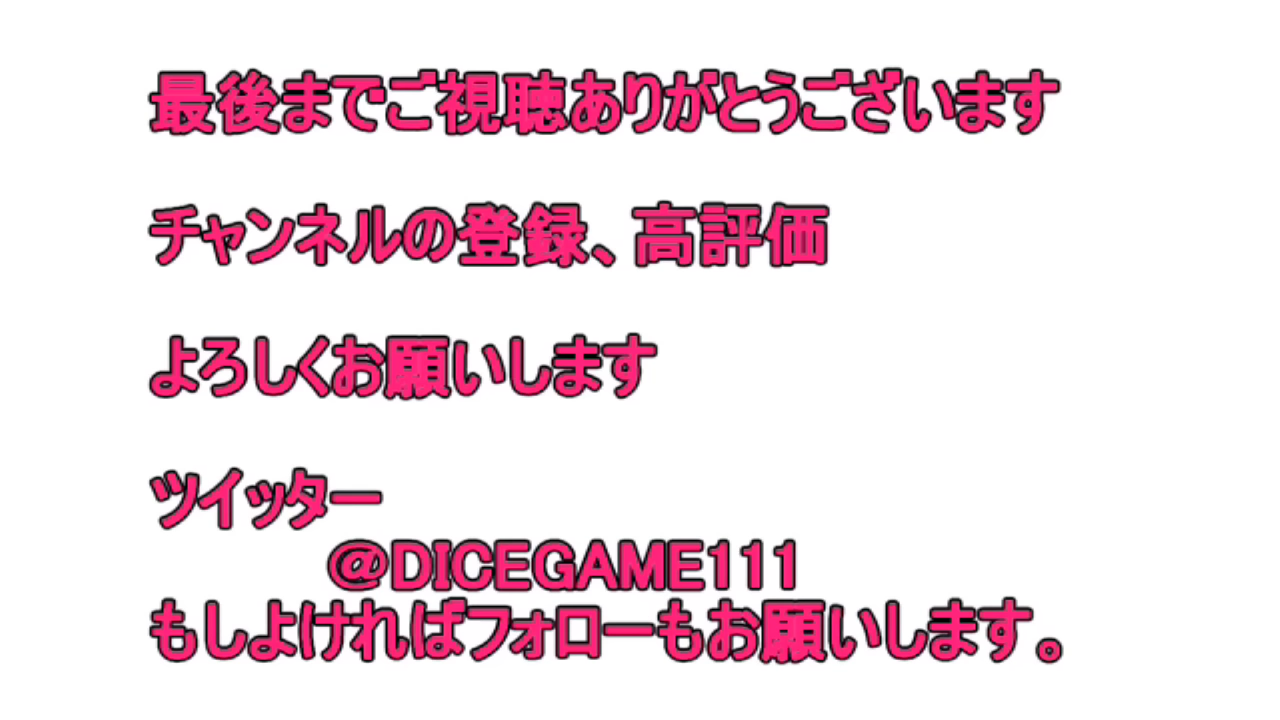 最後までご視聴ありがとうございます
チャンネルの登録、高評価
よろしくお願いします
ツイッター
@DICEGAME111
もしよければフォローもお願いします。